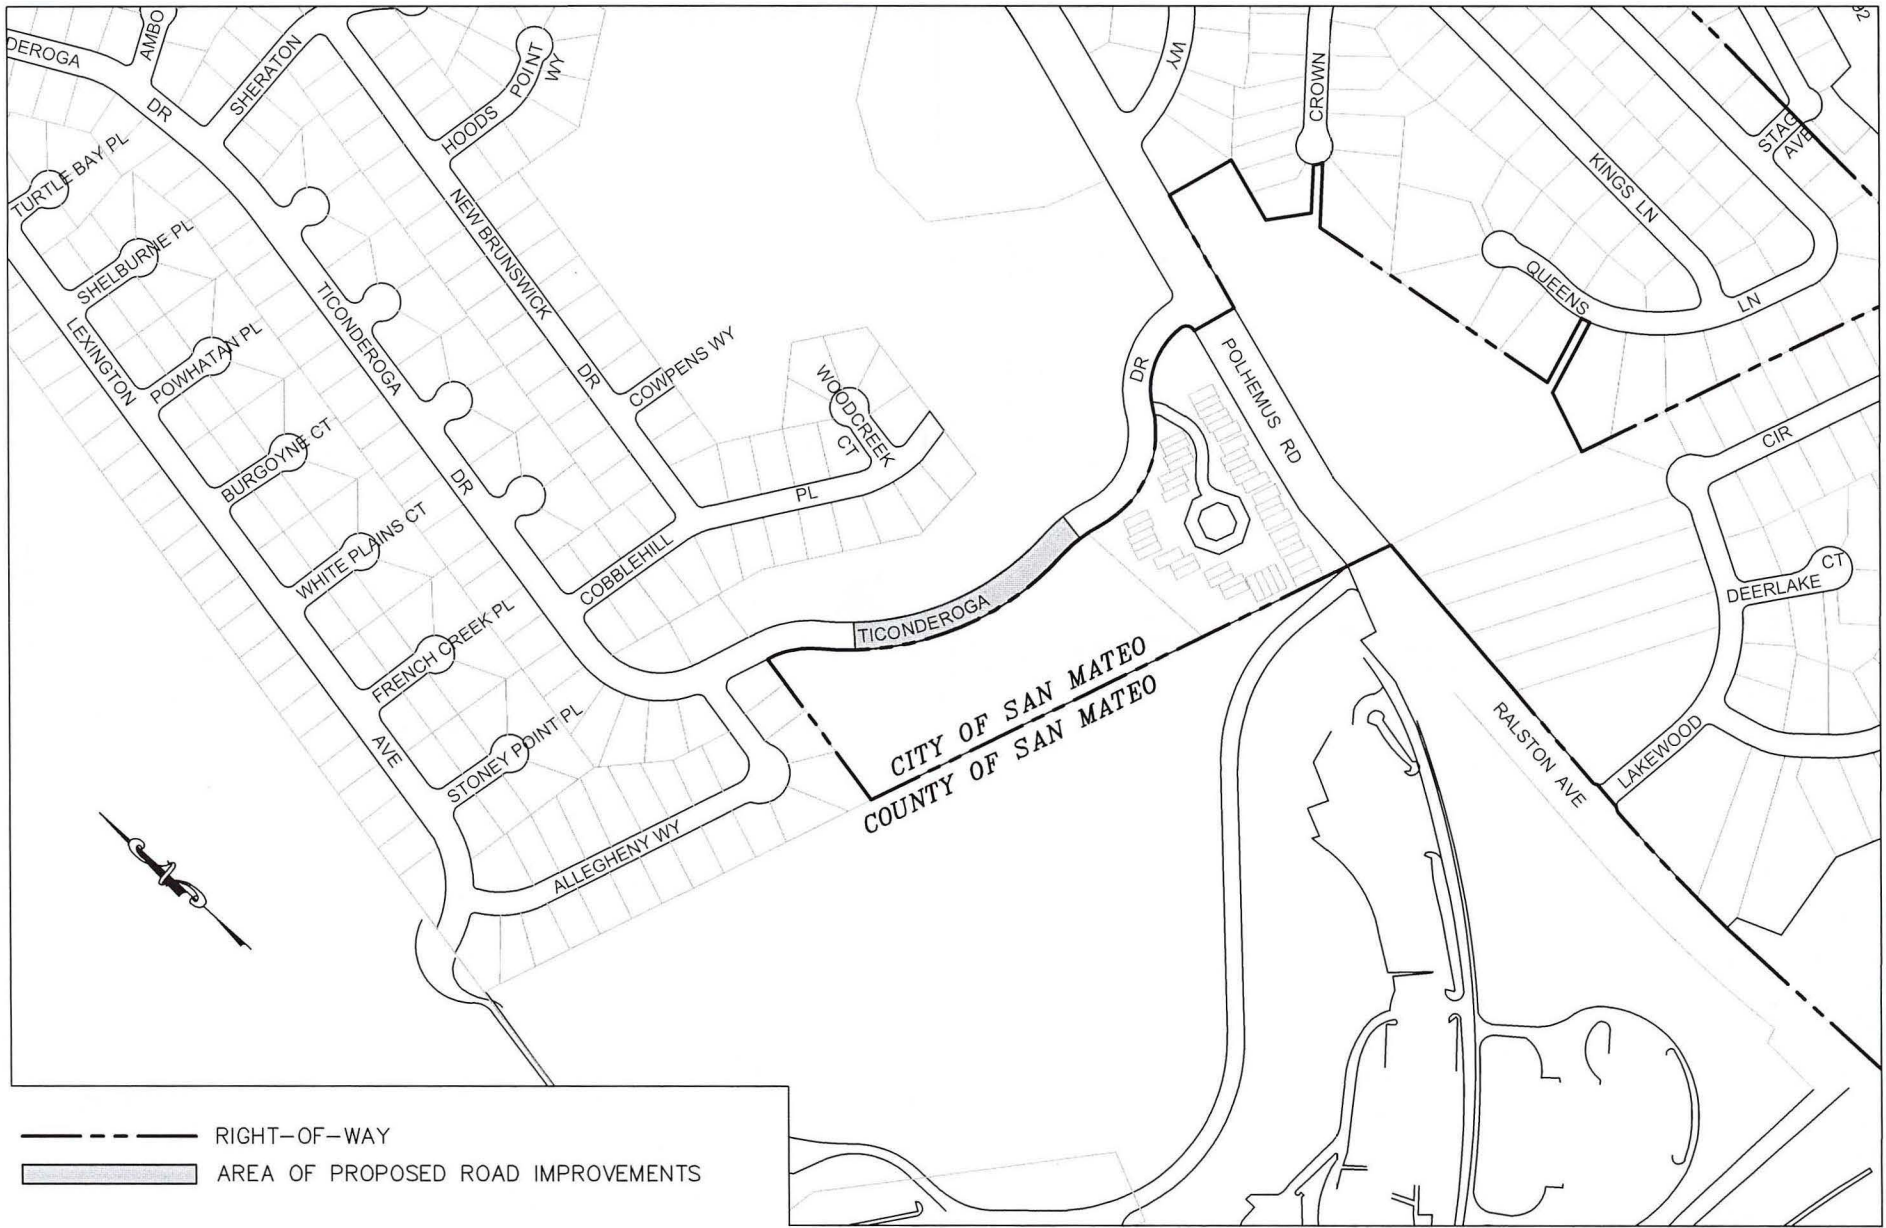 DEROGA
DR
AMBO
SHERATON
HOODS POINT WY
WY
CROWN
92
STAG
AVE
KINGS LN
TURTLE BAY PL
SHELBURNE PL
NEW BRUNSWICK
DR
QUEENS
LN
LEXINGTON
AVE
POWHATAN PL
TICONDEROGA
DR
COWPENS WY
WOODCREEK
CT
DR
POLHEMUS RD
BURGOYNE CT
CIR
PL
WHITE PLAINS CT
COBBLEHILL
DEERLAKE
CT
FRENCH CREEK PL
TICONDEROGA
CITY OF SAN MATEO
COUNTY OF SAN MATEO
STONEY POINT PL
RALSTON AVE
LAKEWOOD
ALLEGHENY WY
RIGHT-OF-WAY
AREA OF PROPOSED ROAD IMPROVEMENTS